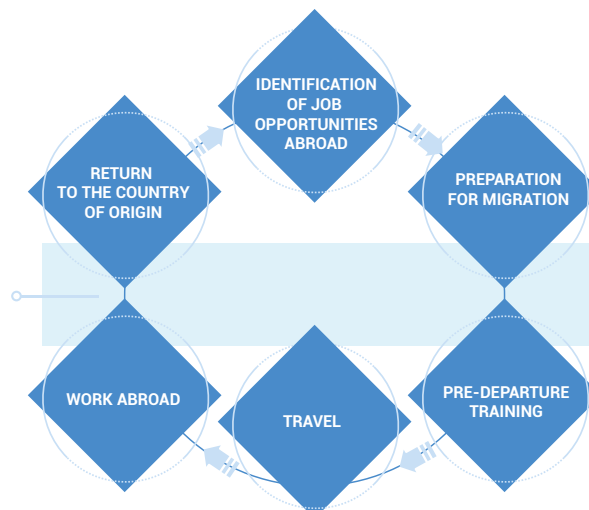 IDENTIFICATION
OF JOB
OPPORTUNITIES
ABROAD
PREPARATION
FOR MIGRATION
PRE-DEPARTURE
TRAINING
TRAVEL
WORK ABROAD
RETURN
TO THE COUNTRY
OF ORIGIN